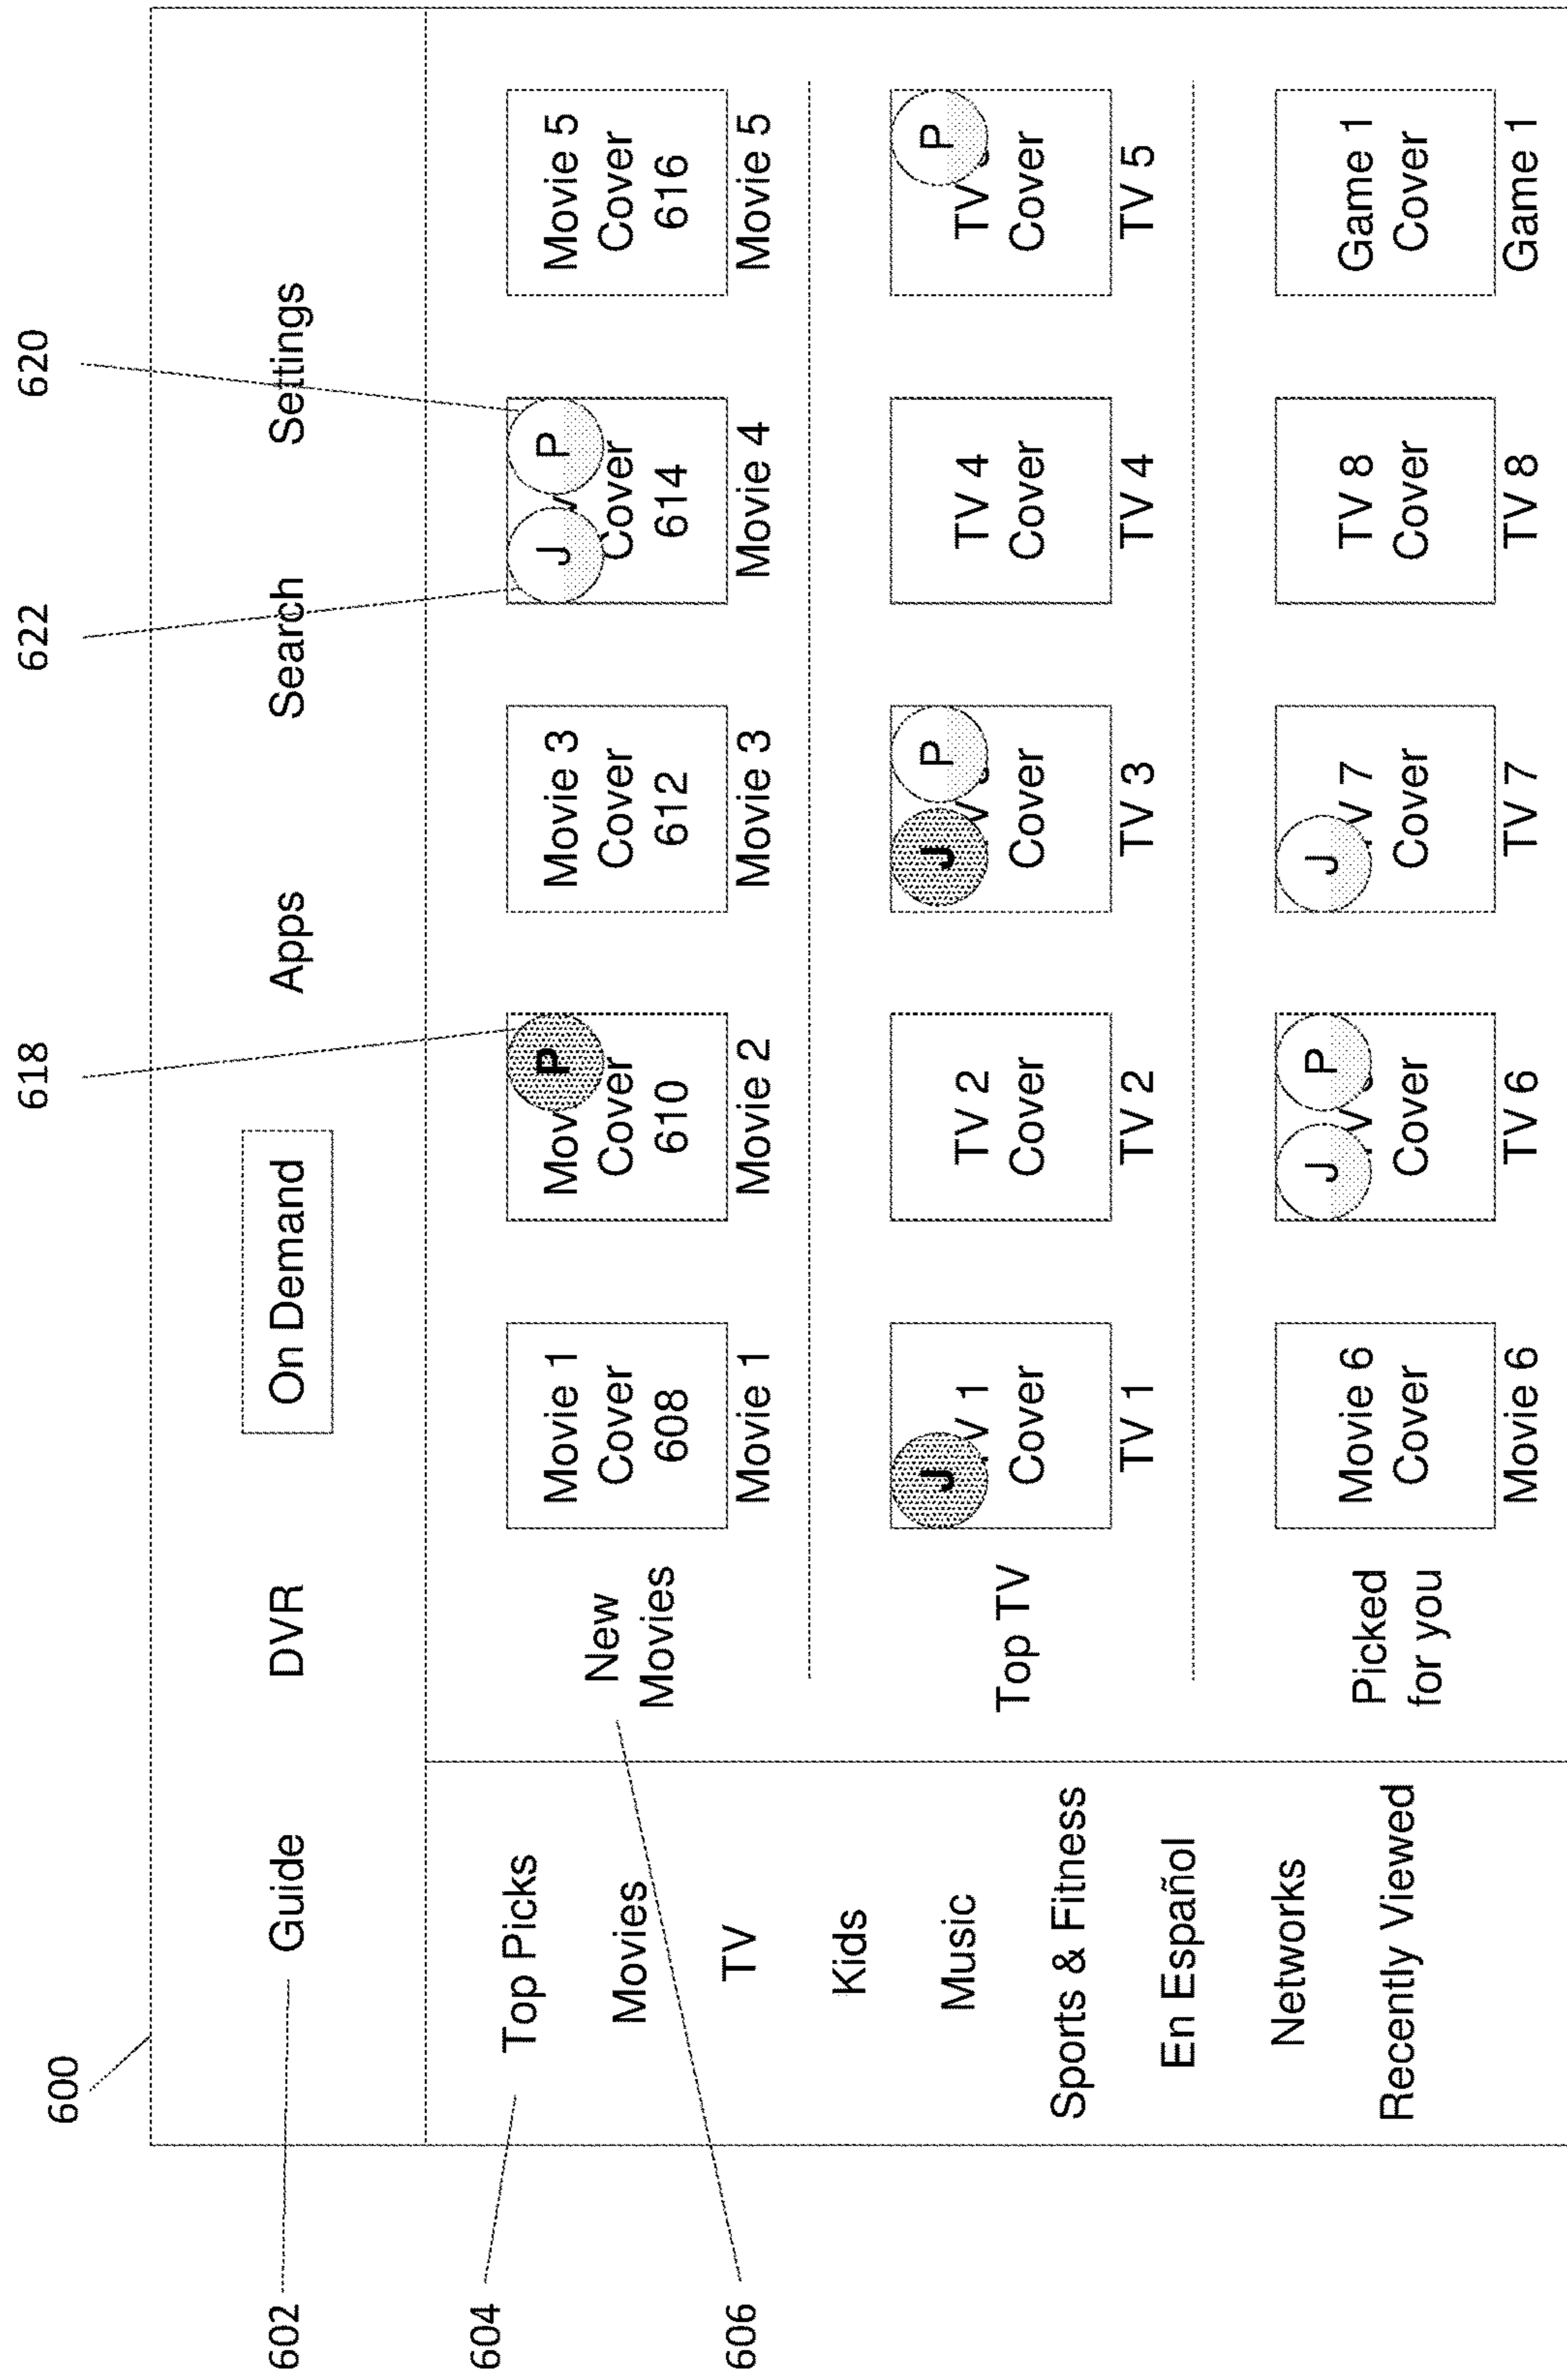 600
618
622
620
602
Guide
DVR
On Demand
Apps
Search
Settings
604
606
Top Picks
Movies
TV
Kids
Music
Sports & Fitness
En Español
Networks
Recently Viewed
New
Movies
Movie 1
Cover
608
Movie 1
P
Cover
610
Movie 2
Movie 3
Cover
612
Movie 3
J
P
Cover
614
Movie 4
Movie 5
Cover
616
Movie 5
Top TV
J
Cover
TV 1
TV 2
Cover
TV 2
J
P
Cover
TV 3
TV 4
Cover
TV 4
P
TV
Cover
TV 5
Picked
for you
Movie 6
Cover
Movie 6
J
P
Cover
TV 6
J
Cover
TV 7
TV 8
Cover
TV 8
Game 1
Cover
Game 1